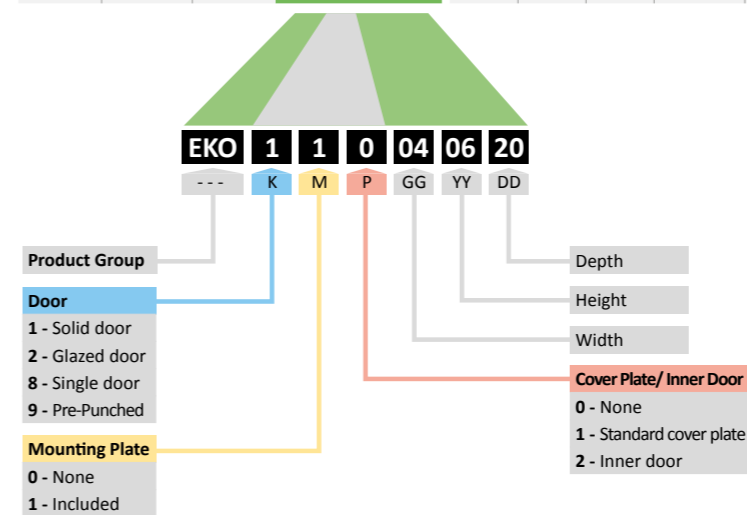 EKO 1 1 0 04 06 20
--- K M P GG YY DD
Product Group
Door
1 - Solid door
2 - Glazed door
8 - Single door
9 - Pre-Punched
Mounting Plate
0 - None
1 - Included
Depth
Height
Width
Cover Plate/ Inner Door
0 - None
1 - Standard cover plate
2 - Inner door